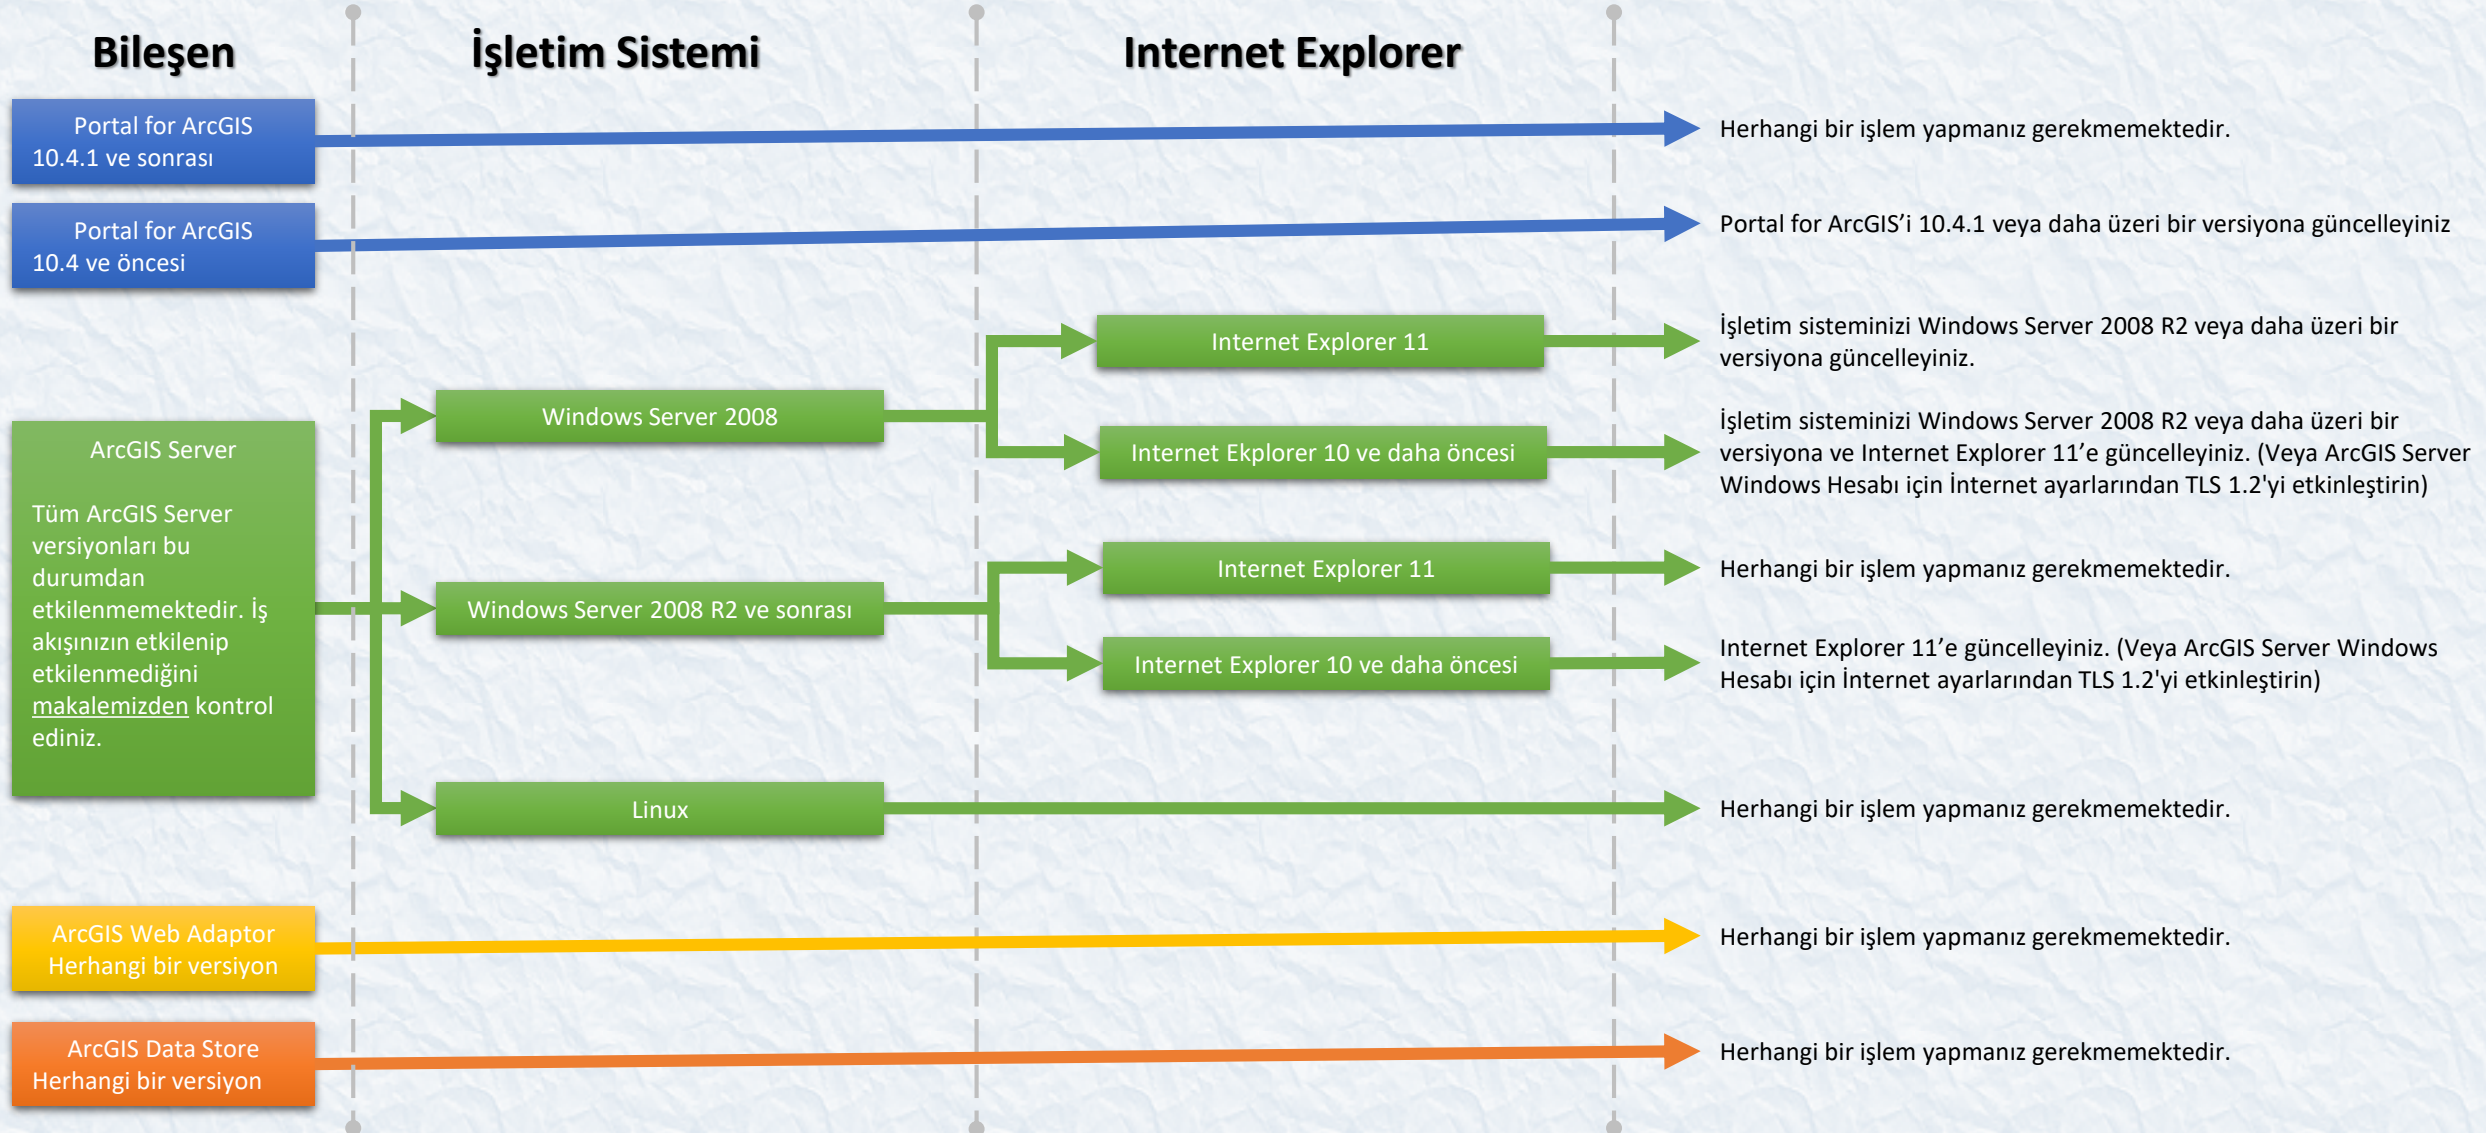 Bileşen
İşletim Sistemi
Internet Explorer
Portal for ArcGIS
10.4.1 ve sonrası
Herhangi bir işlem yapmanız gerekmemektedir.
Portal for ArcGIS
10.4 ve öncesi
Portal for ArcGIS’i 10.4.1 veya daha üzeri bir versiyona güncelleyiniz
ArcGIS Server
Tüm ArcGIS Server
versiyonları bu
durumdan
etkilenmemektedir. İş
akışınızın etkilenip
etkilenmediğini
makalemizden kontrol
ediniz.
Windows Server 2008
Internet Explorer 11
İşletim sisteminizi Windows Server 2008 R2 veya daha üzeri bir
versiyona güncelleyiniz.
Internet Ekplorer 10 ve daha öncesi
İşletim sisteminizi Windows Server 2008 R2 veya daha üzeri bir
versiyona ve Internet Explorer 11’e güncelleyiniz. (Veya ArcGIS Server
Windows Hesabı için İnternet ayarlarından TLS 1.2'yi etkinleştirin)
Windows Server 2008 R2 ve sonrası
Internet Explorer 11
Herhangi bir işlem yapmanız gerekmemektedir.
Internet Explorer 10 ve daha öncesi
Internet Explorer 11’e güncelleyiniz. (Veya ArcGIS Server Windows
Hesabı için İnternet ayarlarından TLS 1.2'yi etkinleştirin)
Linux
Herhangi bir işlem yapmanız gerekmemektedir.
ArcGIS Web Adaptor
Herhangi bir versiyon
Herhangi bir işlem yapmanız gerekmemektedir.
ArcGIS Data Store
Herhangi bir versiyon
Herhangi bir işlem yapmanız gerekmemektedir.